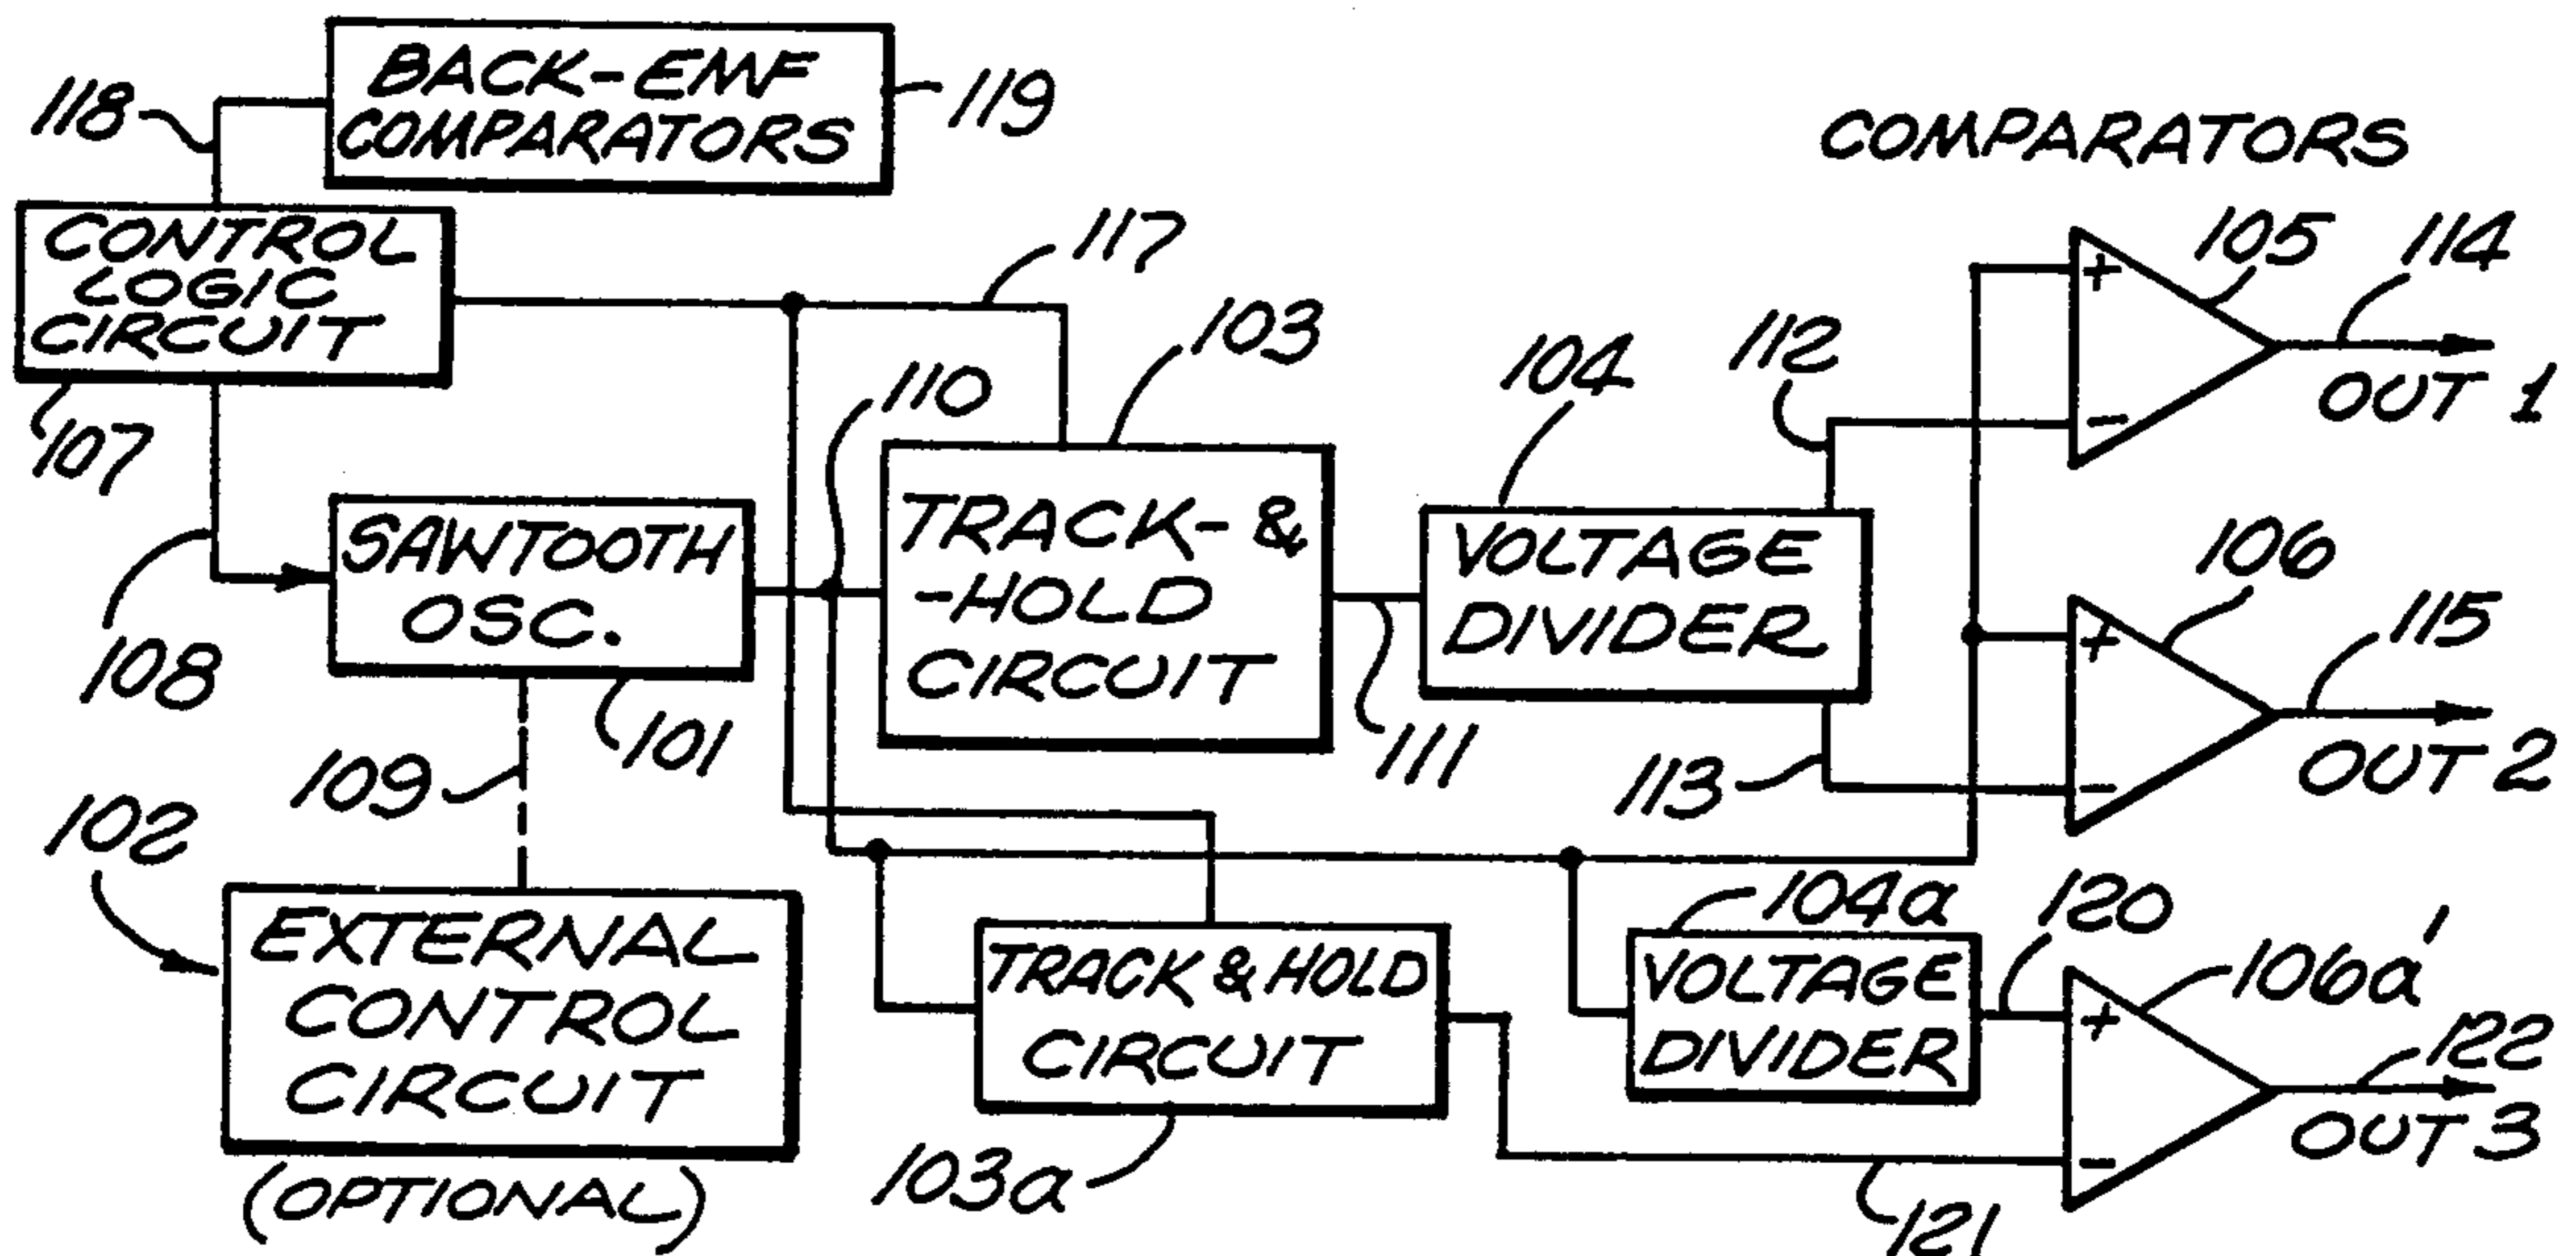 BACK-EMF
COMPARATORS
118
119
COMPARATORS
CONTROL
LOGIC
CIRCUIT
107
117
105
114
+
-
OUT 1
103
110
104
112
108
SAWTOOTH
OSC.
101
TRACK-&
-HOLD
CIRCUIT
111
VOLTAGE
DIVIDER
113
106
115
+
-
OUT 2
109
102
EXTERNAL
CONTROL
CIRCUIT
(OPTIONAL)
TRACK & HOLD
CIRCUIT
103a
104a
VOLTAGE
DIVIDER
120
106a'
122
+
-
OUT 3
121